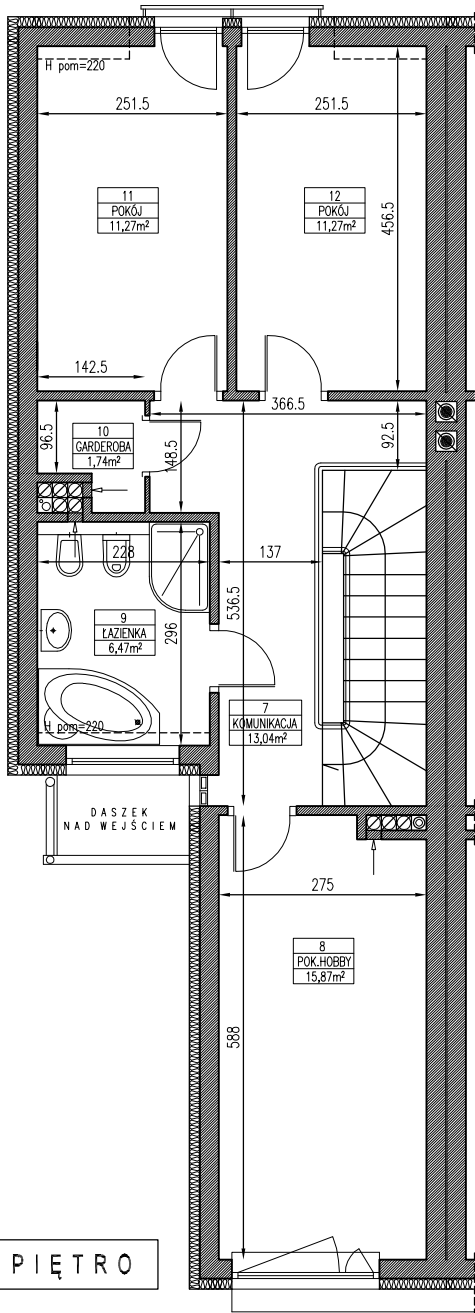 H pom=220
251.5
251.5
11
POKÓJ
11,27m²
12
POKÓJ
11,27m²
456.5
142.5
366.5
96.5
10
GARDEROBA
1,74m²
148.5
92.5
228
137
536.5
296
9
ŁAZIENKA
6,47m²
7
KOMUNIKACJA
13,04m²
H pom=220
DASZEK
NAD WEJŚCIEM
275
8
POK.HOBBY
15,87m²
588
PIĘTRO